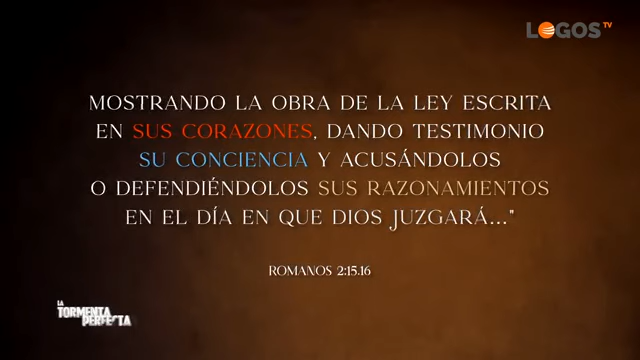 LOGOS TV
MOSTRANDO LA OBRA DE LA LEY ESCRITA
EN SUS CORAZONES, DANDO TESTIMONIO
SU CONCIENCIA Y ACUSÁNDOLOS
O DEFENDIÉNDOLOS SUS RAZONAMIENTOS
EN EL DÍA EN QUE DIOS JUZGARÁ..."
ROMANOS 2:15.16
LA
TORMENTA
PERFECTA